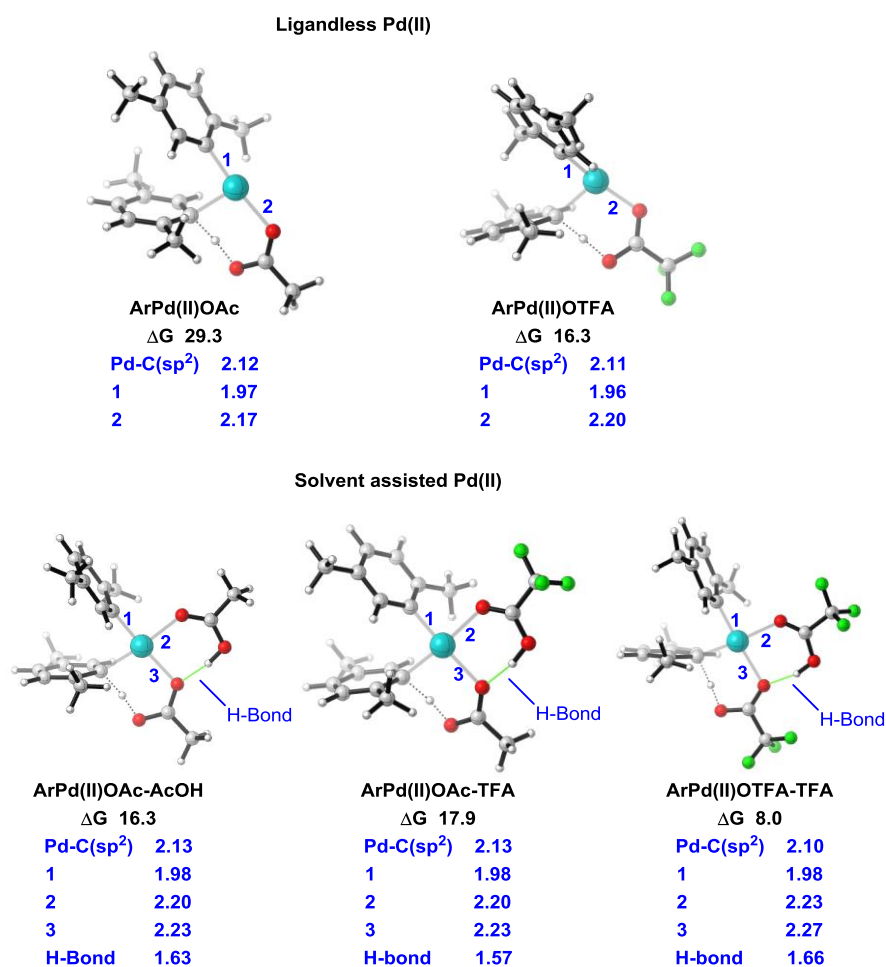 Ligandless Pd(II)
1
2
1
2
ArPd(II)OAc
ΔG 29.3
Pd-C(sp²) 2.12
1 1.97
2 2.17
ArPd(II)OTFA
ΔG 16.3
Pd-C(sp²) 2.11
1 1.96
2 2.20
Solvent assisted Pd(II)
1
2
3
H-Bond
1
2
3
H-Bond
1
2
3
H-Bond
ArPd(II)OAc-AcOH
ΔG 16.3
Pd-C(sp²) 2.13
1 1.98
2 2.20
3 2.23
H-Bond 1.63
ArPd(II)OAc-TFA
ΔG 17.9
Pd-C(sp²) 2.13
1 1.98
2 2.20
3 2.23
H-bond 1.57
ArPd(II)OTFA-TFA
ΔG 8.0
Pd-C(sp²) 2.10
1 1.98
2 2.23
3 2.27
H-bond 1.66